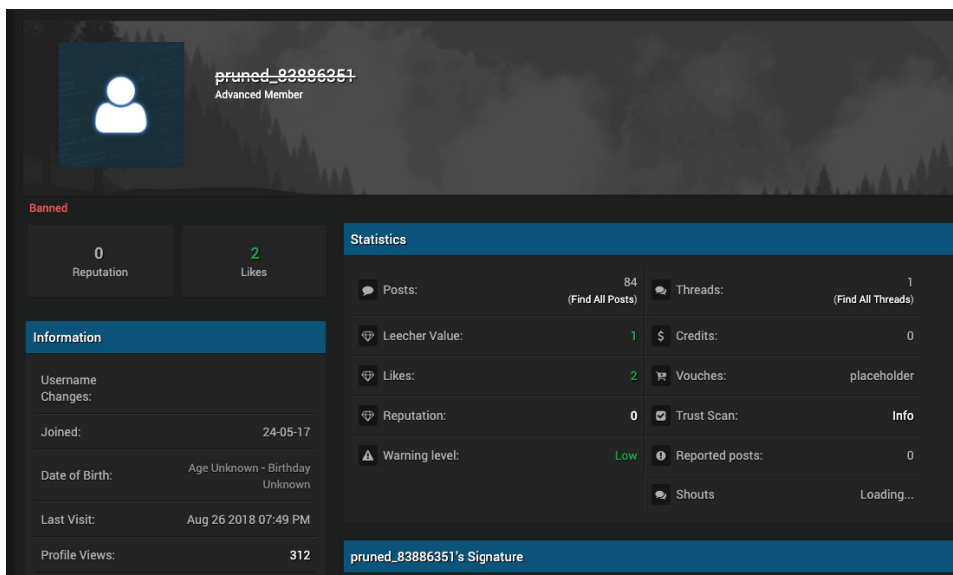 pruned_83886351
Advanced Member
Banned
0
Reputation
2
Likes
Information
Username
Changes:
Joined: 24-05-17
Date of Birth: Age Unknown - Birthday
Unknown
Last Visit: Aug 26 2018 07:49 PM
Profile Views: 312
Statistics
Posts: 84
(Find All Posts)
Threads: 1
(Find All Threads)
Leecher Value: 1
$ Credits: 0
Likes: 2
Vouches: placeholder
Reputation: 0
Trust Scan: Info
Warning level: Low
Reported posts: 0
Shouts Loading...
pruned_83886351's Signature